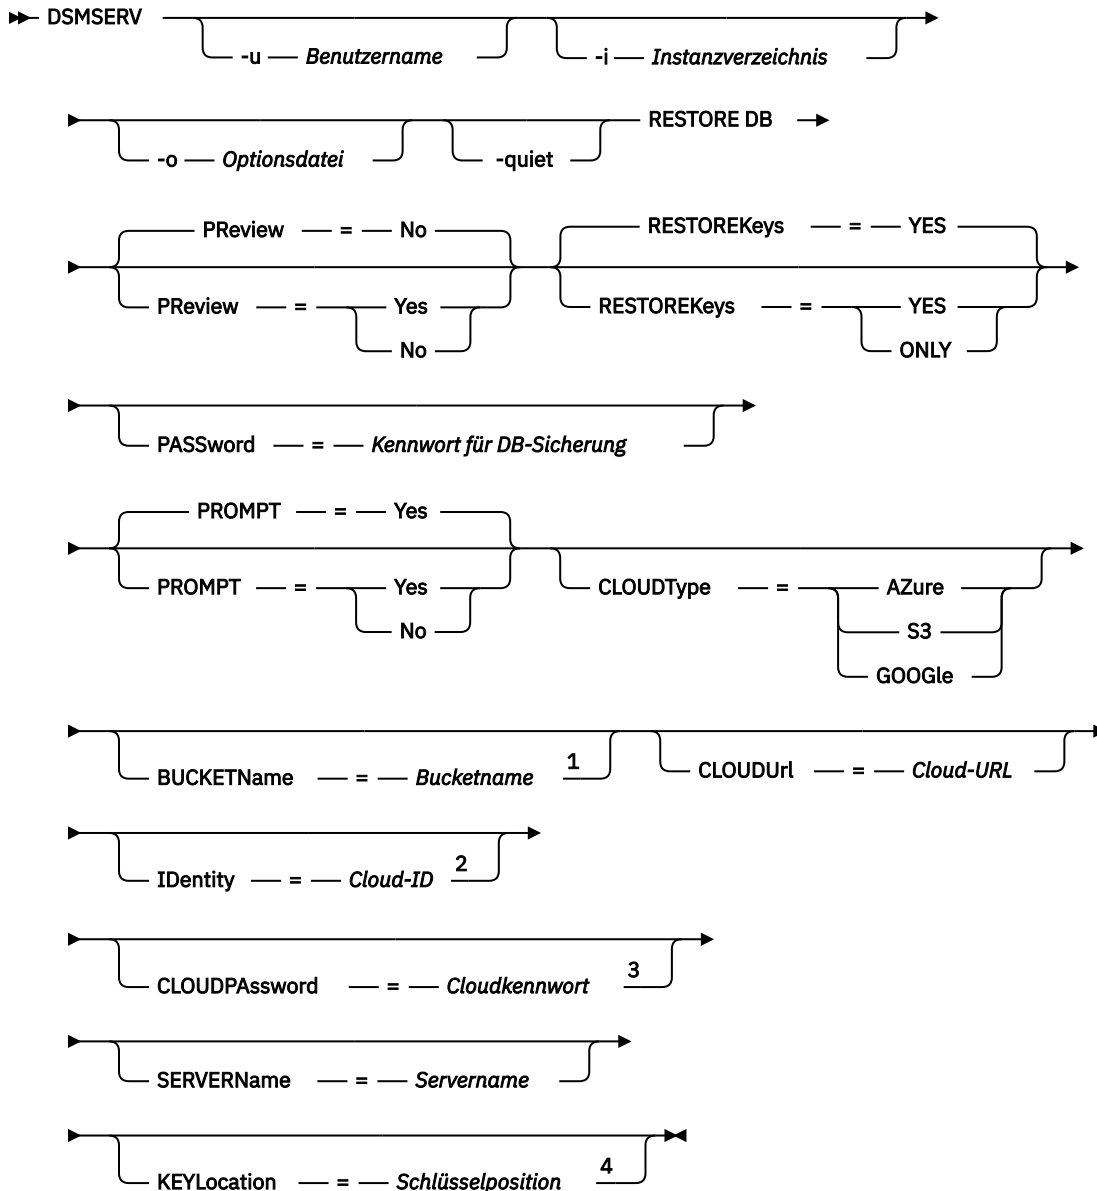 DSMSERV
-u Benutzername -i Instanzverzeichnis
RESTORE DB
-o Optionsdatei -quiet
PReview = No RESTOREKeys = YES
PReview = Yes RESTOREKeys = YES
No ONLY
PASSword = Kennwort für DB-Sicherung
PROMPT = Yes
PROMPT = Yes CLOUDType = AZure
No S3
GOOGle
BUCKETName = Bucketname 1 CLOUDUrl = Cloud-URL
IDentity = Cloud-ID 2
CLOUDPAssword = Cloudkennwort 3
SERVERName = Servername
KEYLocation = Schlüsselposition 4